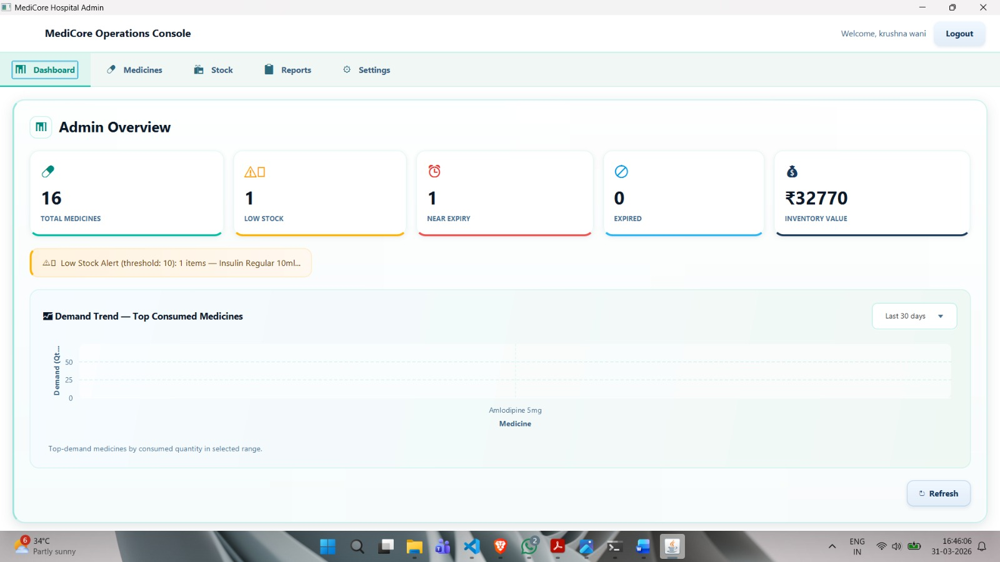 MediCore Hospital Admin
MediCore Operations Console
Welcome, krushna wani
Logout
Dashboard
Medicines
Stock
Reports
Settings
Admin Overview
16
TOTAL MEDICINES
1
LOW STOCK
1
NEAR EXPIRY
0
EXPIRED
₹32770
INVENTORY VALUE
Low Stock Alert (threshold: 10): 1 items — Insulin Regular 10ml...
Demand Trend — Top Consumed Medicines
Last 30 days
Demand (Qt...
50
25
0
Amlodipine 5mg
Medicine
Top-demand medicines by consumed quantity in selected range.
Refresh
6
34°C
Partly sunny
2
ENG
IN
16:46:06
31-03-2026